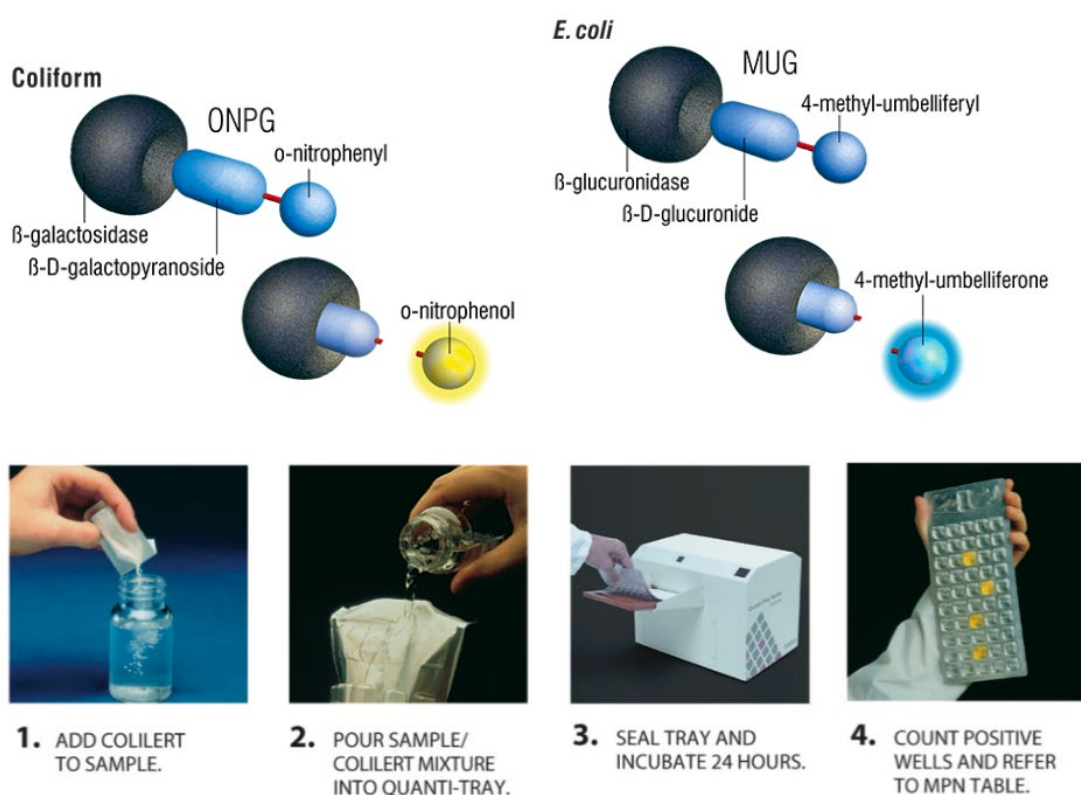 Coliform
ONPG
o-nitrophenyl
ß-galactosidase
ß-D-galactopyranoside
o-nitrophenol
E. coli
MUG
4-methyl-umbelliferyl
ß-glucuronidase
ß-D-glucuronide
4-methyl-umbelliferone
1. ADD COLILERT
TO SAMPLE.
2. POUR SAMPLE/
COLILERT MIXTURE
INTO QUANTI-TRAY.
3. SEAL TRAY AND
INCUBATE 24 HOURS.
4. COUNT POSITIVE
WELLS AND REFER
TO MPN TABLE.